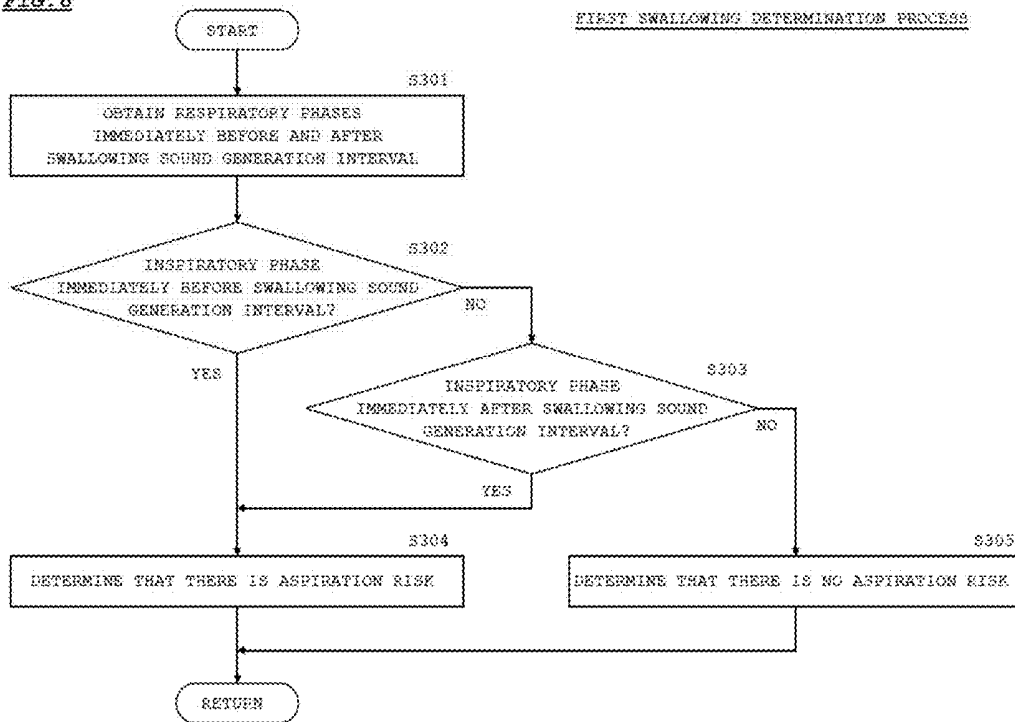 FIRST SWALLOWING DETERMINATION PROCESS
START
S301
OBTAIN RESPIRATORY PHASES
IMMEDIATELY BEFORE AND AFTER
SWALLOWING SOUND GENERATION INTERVAL
S302
INSPIRATORY PHASE
IMMEDIATELY BEFORE SWALLOWING SOUND
GENERATION INTERVAL?
NO
YES
S303
INSPIRATORY PHASE
IMMEDIATELY AFTER SWALLOWING SOUND
GENERATION INTERVAL?
NO
YES
S304
DETERMINE THAT THERE IS ASPIRATION RISK
S305
DETERMINE THAT THERE IS NO ASPIRATION RISK
RETURN